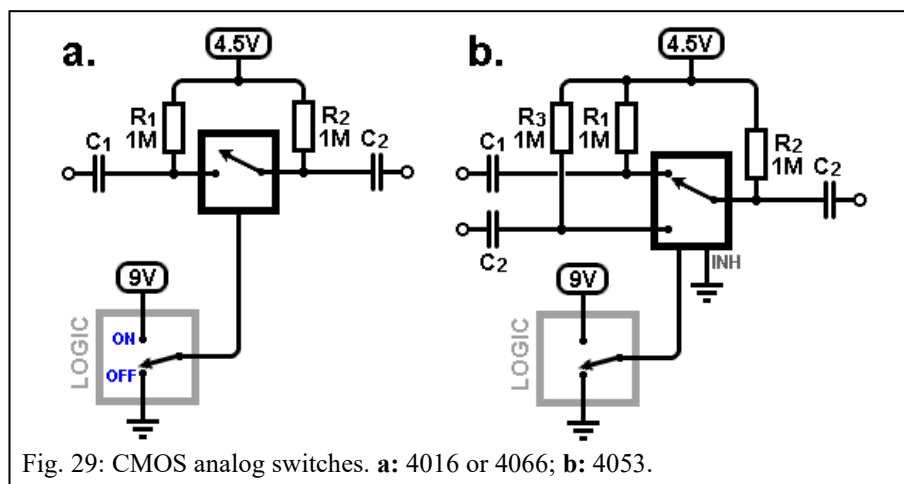 a.
4.5V
R1
1M
R2
1M
C1
C2
9V
LOGIC
ON
OFF
b.
4.5V
R3
1M
R1
1M
R2
1M
C1
C2
C2
INH
9V
LOGIC
Fig. 29: CMOS analog switches. a: 4016 or 4066; b: 4053.